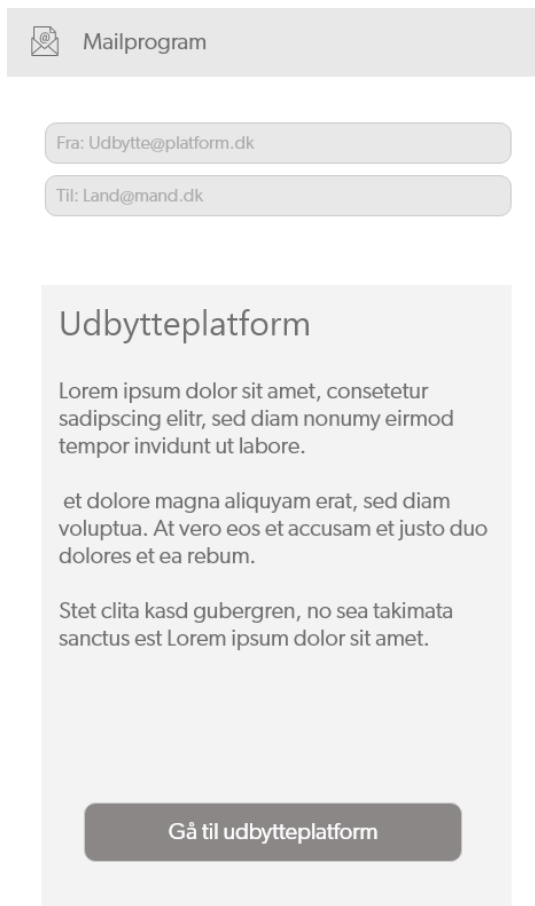 Mailprogram
Fra: Udbytte@platform.dk
Til: Land@mand.dk
Udbytteplatform
Lorem ipsum dolor sit amet, consetetur
sadipscing elitr, sed diam nonumy eirmod
tempor invidunt ut labore.
et dolore magna aliquyam erat, sed diam
voluptua. At vero eos et accusam et justo duo
dolores et ea rebum.
Stet clita kasd gubergren, no sea takimata
sanctus est Lorem ipsum dolor sit amet.
Gå til udbytteplatform